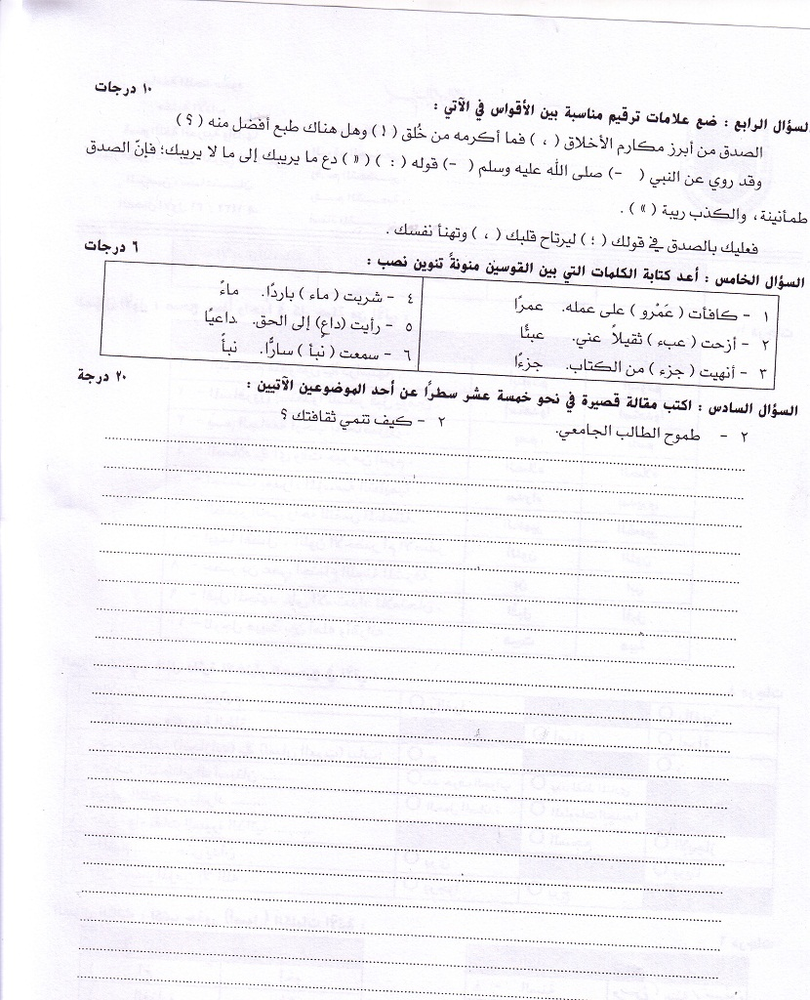 السؤال الرابع : ضع علامات ترقيم مناسبة بين الأقواس في الآتي : ١٠ درجات
الصدق من أبرز مكارم الأخلاق ( ، ) فما أكرمه من خُلق ( ! ) وهل هناك طبع أفضل منه ( ؟ )
وقد روي عن النبي ( - ) صلى الله عليه وسلم ( - ) قوله ( : ) ( « ) دع ما يريبك إلى ما لا يريبك؛ فإنّ الصدق
طمأنينة، والكذب ريبة ( » ) .
فعليك بالصدق في قولك ( ؛ ) ليرتاح قلبك ( ، ) وتهنأ نفسك .
السؤال الخامس : أعد كتابة الكلمات التي بين القوسين منونةً تنوين نصب : ٦ درجات
١ - كافأت ( عَمْرو ) على عمله. عمرًا
٢ - أزحت ( عبء ) ثقيلاً عني. عبئًا
٣ - أنهيت ( جزء ) من الكتاب. جزءًا
٤ - شربت ( ماء ) باردًا. ماءً
٥ - رأيت (داعٍ) إلى الحق. داعيًا
٦ - سمعت ( نبأ ) سارًّا. نبأً
السؤال السادس : اكتب مقالة قصيرة في نحو خمسة عشر سطرًا عن أحد الموضوعين الآتيين : ٢٠ درجة
٢ - طموح الطالب الجامعي. ٢ - كيف تنمي ثقافتك ؟